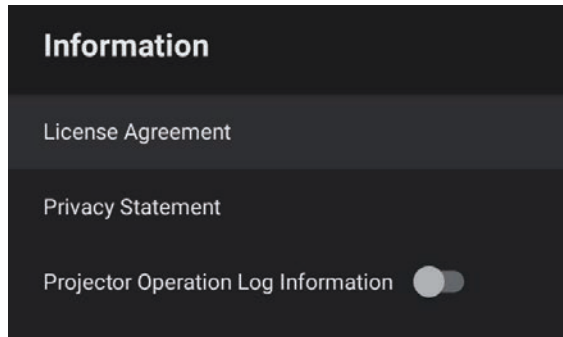 Information
License Agreement
Privacy Statement
Projector Operation Log Information